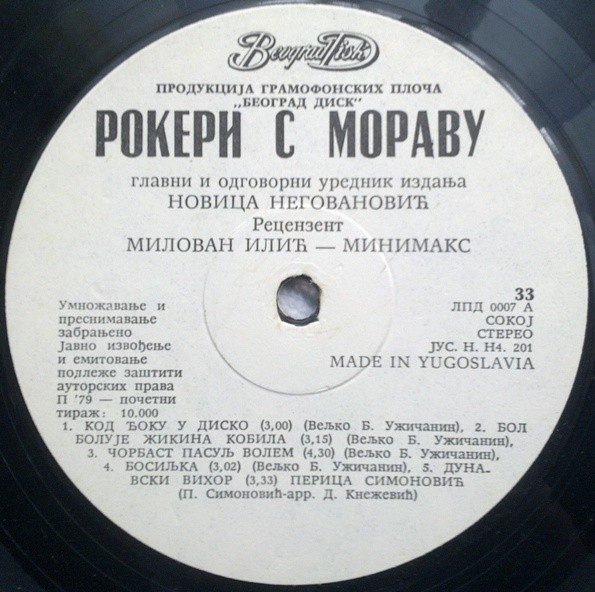 Beograd Disk
ПРОДУКЦИЈА ГРАМОФОНСКИХ ПЛОЧА
„БЕОГРАД ДИСК"
РОКЕРИ С МОРАВУ
главни и одговорни уредник издања
НОВИЦА НЕГОВАНОВИЋ
Рецензент
МИЛОВАН ИЛИЋ — МИНИМАКС
Умножавање и
преснимавање
забрањено
Јавно извођење
и емитовање
подлеже заштити
ауторских права
П '79 — почетни
тираж: 10.000
33
ЛПД 0007 А
СОКОЈ
СТЕРЕО
ЈУС. Н. Н4. 201
MADE IN YUGOSLAVIA
1. КОД ЂОКУ У ДИСКО (3,00) (Вељко Б. Ужичанин), 2. БОЛ
БОЛУЈЕ ЖИКИНА КОБИЛА (3,15) (Вељко Б. Ужичанин),
3. ЧОРБАСТ ПАСУЉ ВОЛЕМ (4,30) (Вељко Б. Ужичанин),
4. БОСИЉКА (3,02) (Вељко Б. Ужичанин), 5. ДУНА-
ВСКИ ВИХОР (3,33) ПЕРИЦА СИМОНОВИЋ
(П. Симоновић-арр. Д. Кнежевић)